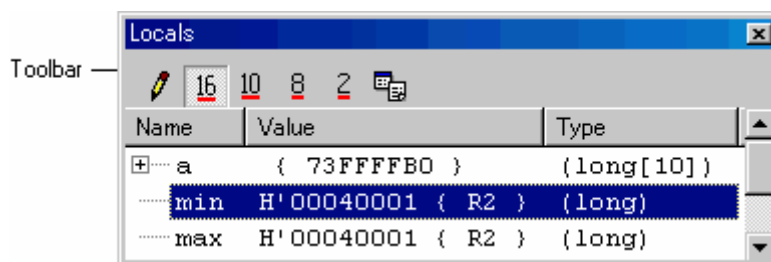 Locals
Toolbar
16 10 8 2
Name Value Type
a { 73FFFFB0 } (long[10])
min H'00040001 { R2 } (long)
max H'00040001 { R2 } (long)